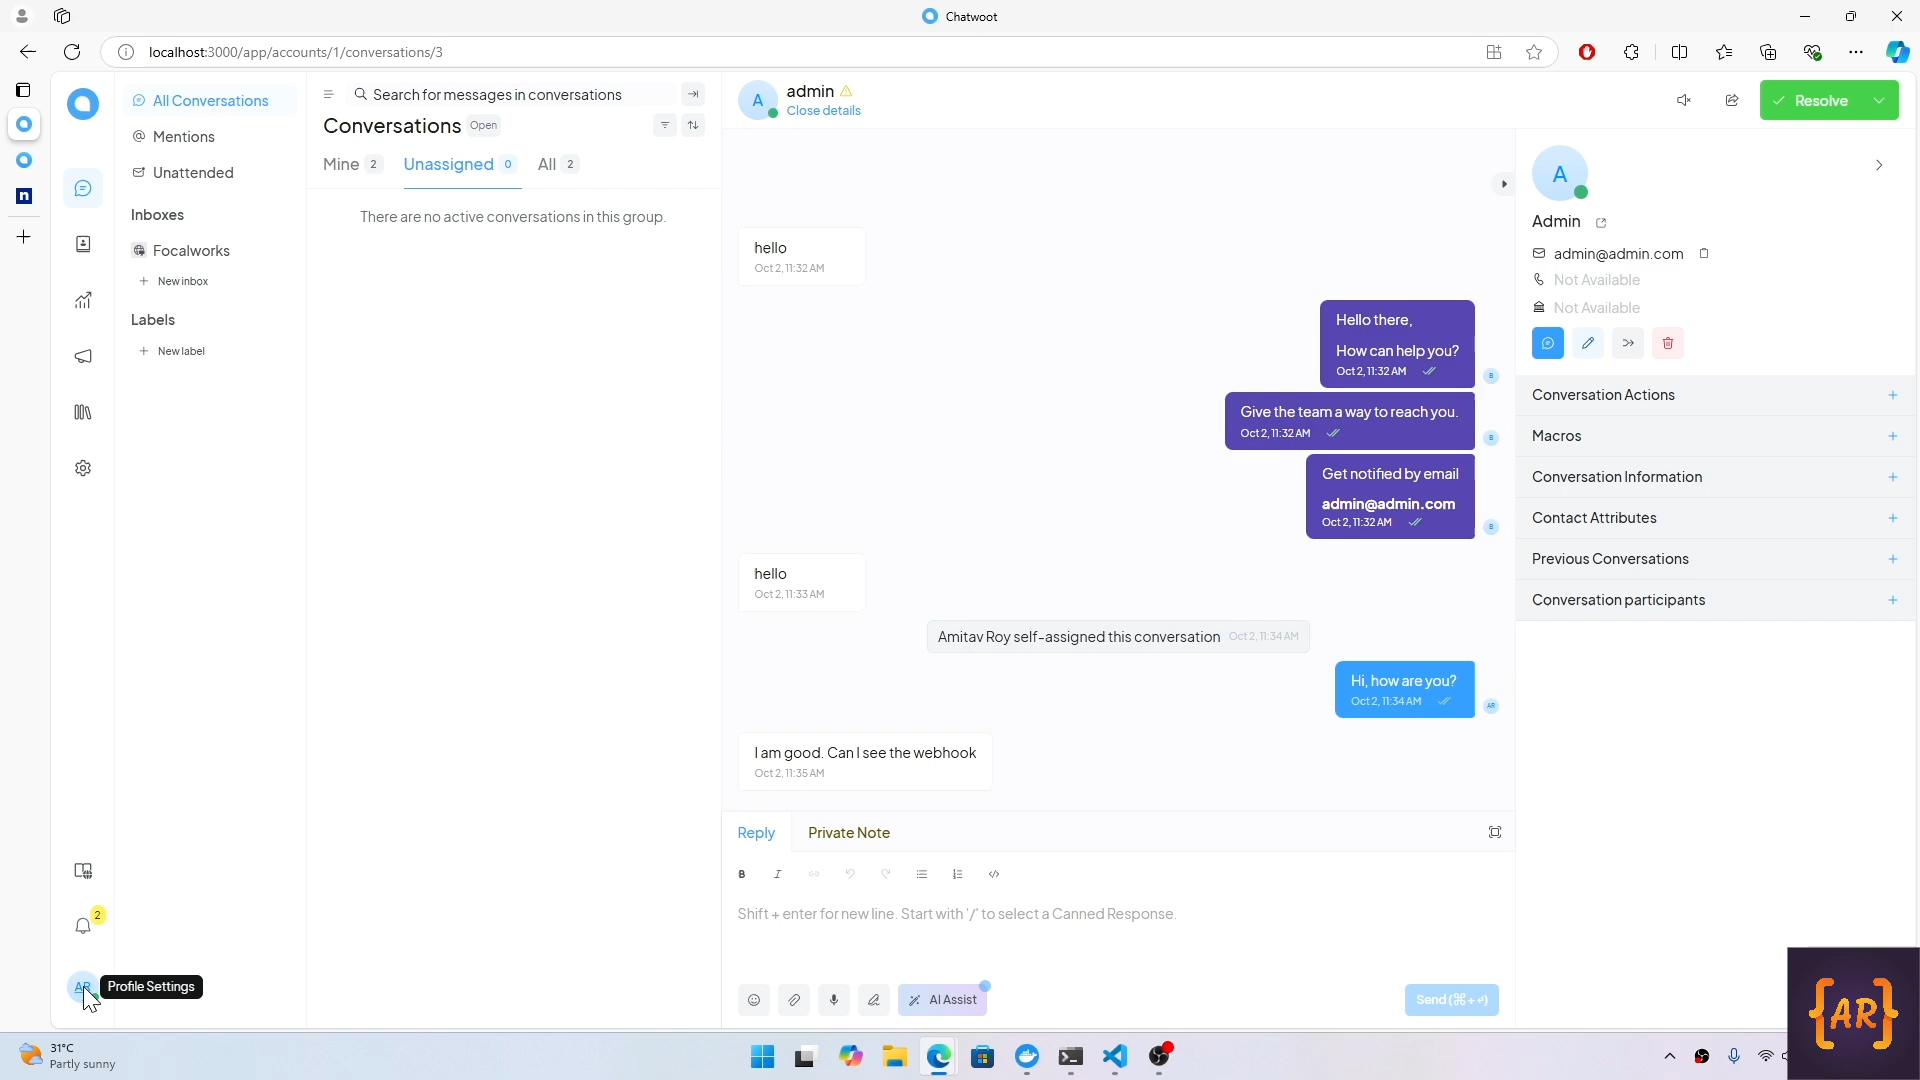 Chatwoot
localhost:3000/app/accounts/1/conversations/3
All Conversations
Mentions
Unattended
Inboxes
Focalworks
New inbox
Labels
New label
2
AR
Profile Settings
Search for messages in conversations
Conversations Open
Mine 2 Unassigned 0 All 2
There are no active conversations in this group.
A
admin
Close details
Resolve
hello
Oct 2, 11:32 AM
Hello there,
How can help you?
Oct 2, 11:32 AM
B
Give the team a way to reach you.
Oct 2, 11:32 AM
B
Get notified by email
admin@admin.com
Oct 2, 11:32 AM
B
hello
Oct 2, 11:33 AM
Amitav Roy self-assigned this conversation Oct 2, 11:34 AM
Hi, how are you?
Oct 2, 11:34 AM
AR
I am good. Can I see the webhook
Oct 2, 11:35 AM
Reply Private Note
B I
Shift + enter for new line. Start with '/' to select a Canned Response.
AI Assist
Send (⌘ + ↵)
A
Admin
admin@admin.com
Not Available
Not Available
Conversation Actions
Macros
Conversation Information
Contact Attributes
Previous Conversations
Conversation participants
n
{AR}
31°C
Partly sunny